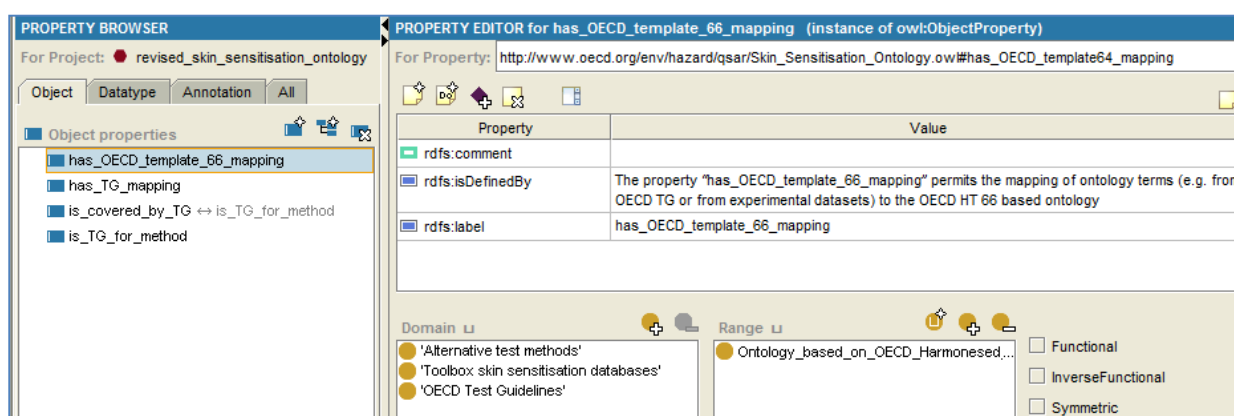 PROPERTY BROWSER
For Project: revised_skin_sensitisation_ontology
Object Datatype Annotation All
Object properties
has_OECD_template_66_mapping
has_TG_mapping
is_covered_by_TG ↔ is_TG_for_method
is_TG_for_method
PROPERTY EDITOR for has_OECD_template_66_mapping (instance of owl:ObjectProperty)
For Property: http://www.oecd.org/env/hazard/qsar/Skin_Sensitisation_Ontology.owl#has_OECD_template64_mapping
Property Value
rdfs:comment
rdfs:isDefinedBy The property "has_OECD_template_66_mapping" permits the mapping of ontology terms (e.g. from
OECD TG or from experimental datasets) to the OECD HT 66 based ontology
rdfs:label has_OECD_template_66_mapping
Domain ⊔ Range ⊔
'Alternative test methods' Ontology_based_on_OECD_Harmonesed_... Functional
'Toolbox skin sensitisation databases' InverseFunctional
'OECD Test Guidelines' Symmetric